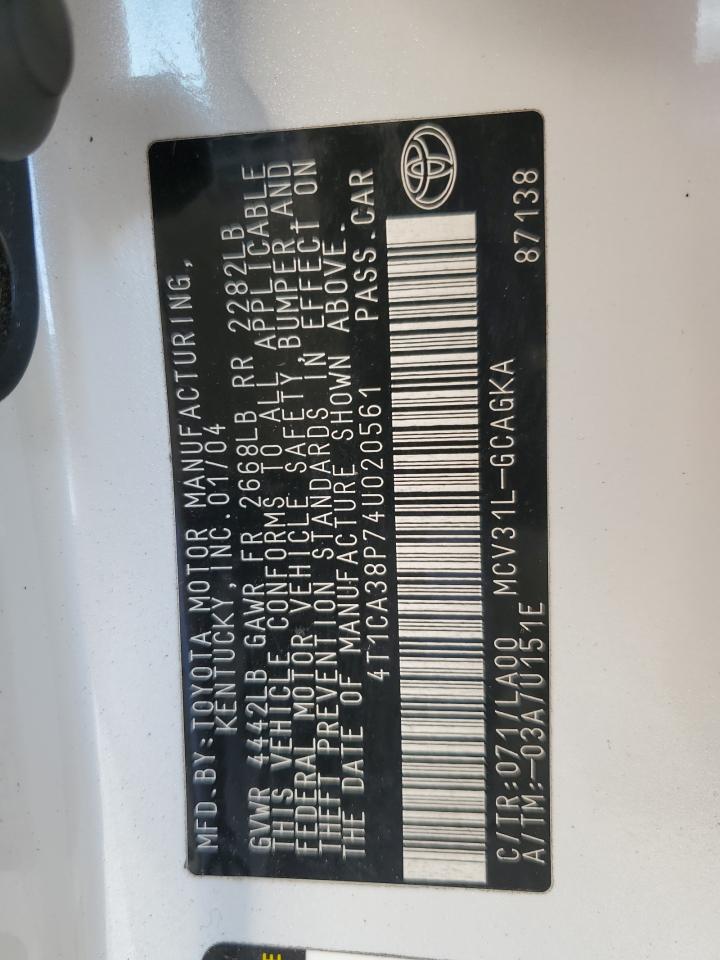 MFD.BY:TOYOTA MOTOR MANUFACTURING,
KENTUCKY,INC.01/04
GVWR 4442LB GAWR FR 2668LB RR 2282LB
THIS VEHICLE CONFORMS TO ALL APPLICABLE
FEDERAL MOTOR VEHICLE SAFETY,BUMPER,AND
THEFT PREVENTION STANDARDS IN EFFECT ON
THE DATE OF MANUFACTURE SHOWN ABOVE.
4T1CA38P74U020561 PASS.CAR
C/TR:071/LA00 MCV31L-GCAGKA 87138
A/TM:-03A/U151E
E